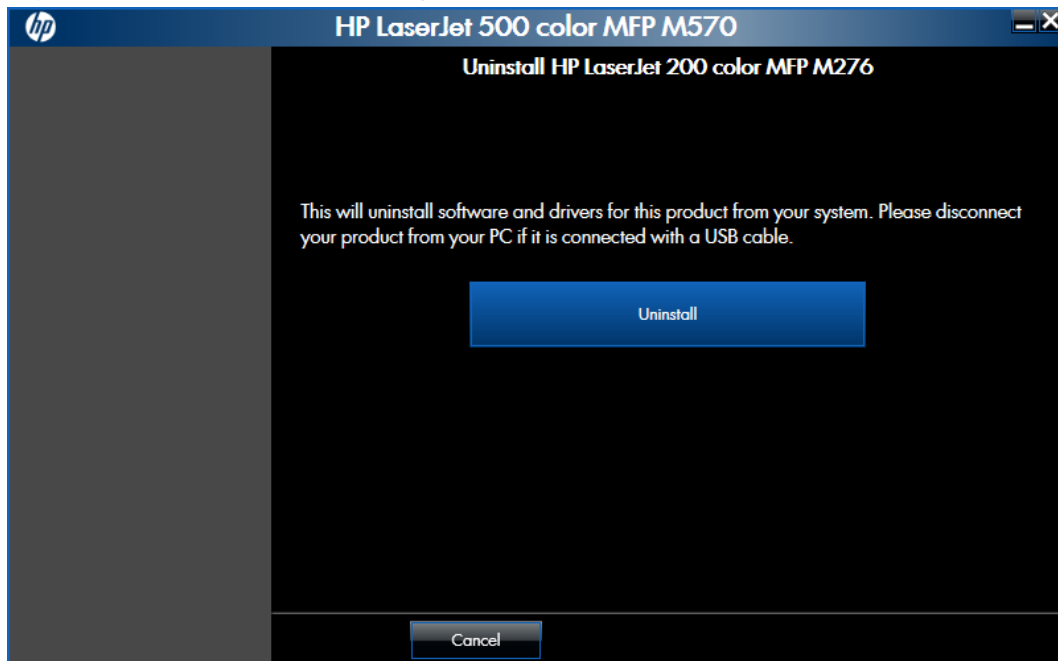 hp
HP LaserJet 500 color MFP M570
Uninstall HP LaserJet 200 color MFP M276
This will uninstall software and drivers for this product from your system. Please disconnect
your product from your PC if it is connected with a USB cable.
Uninstall
Cancel